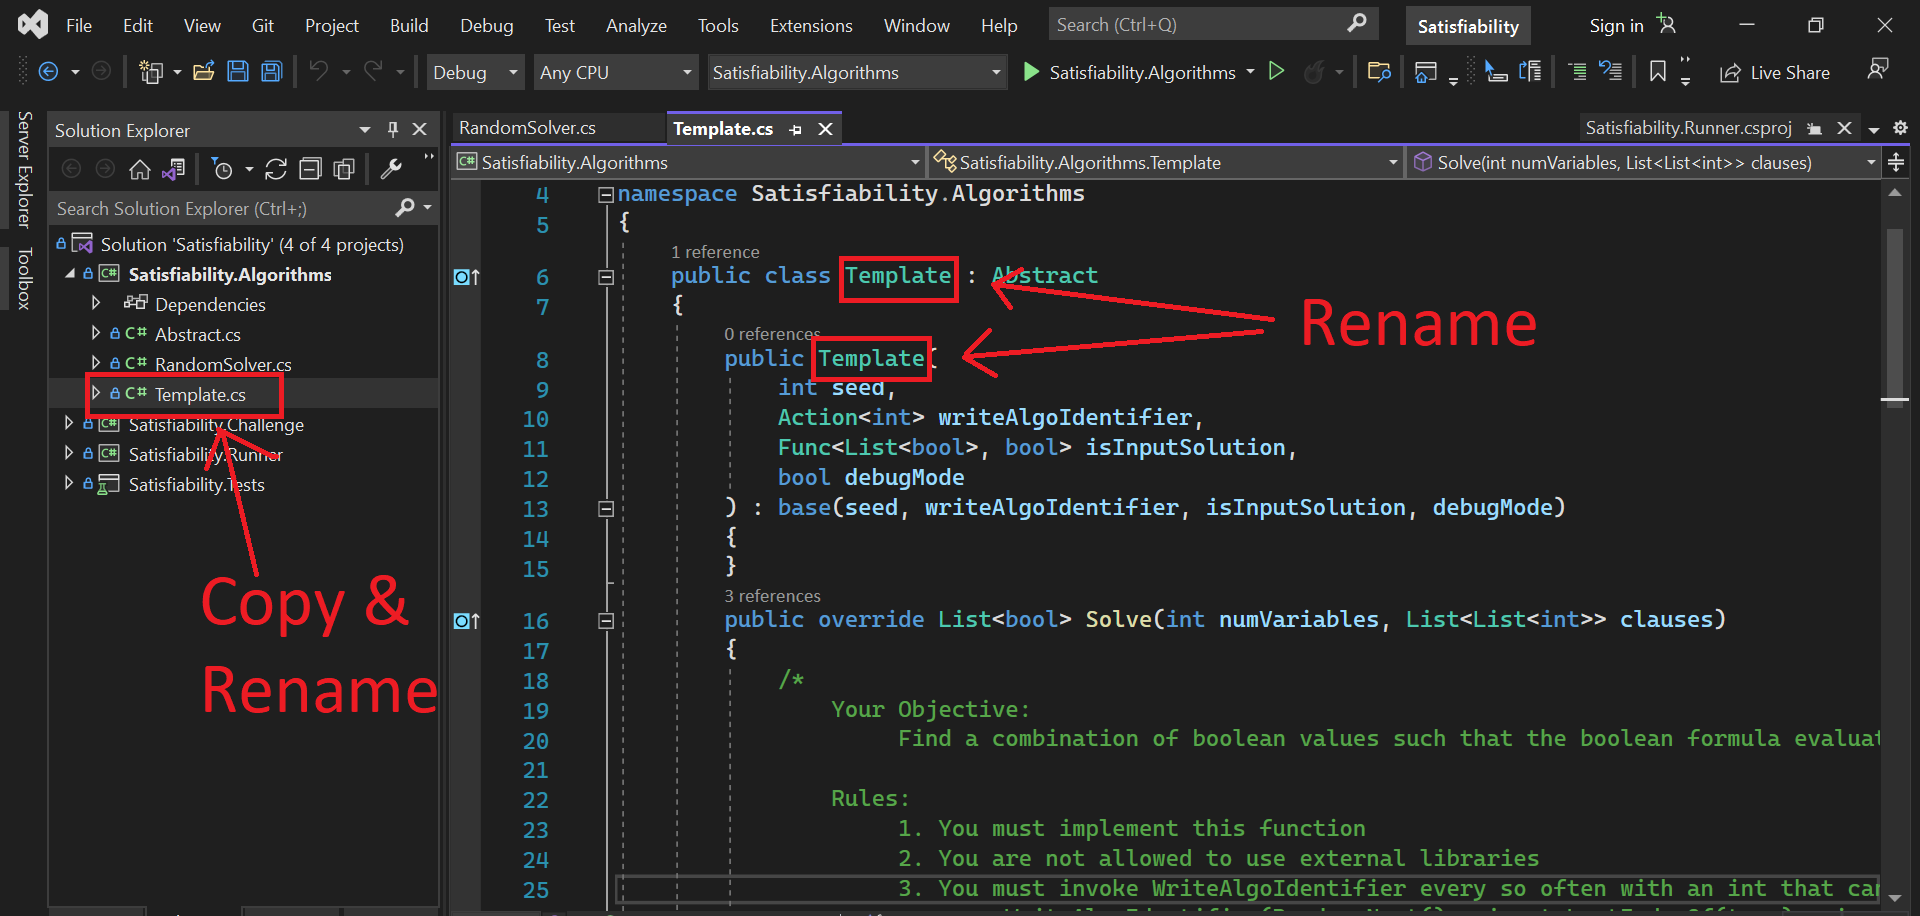 File Edit View Git Project Build Debug Test Analyze Tools Extensions Window Help Search (Ctrl+Q) Satisfiability Sign in
Debug Any CPU Satisfiability.Algorithms Satisfiability.Algorithms Live Share
Server Explorer
Toolbox
Solution Explorer
Search Solution Explorer (Ctrl+;)
Solution 'Satisfiability' (4 of 4 projects)
C# Satisfiability.Algorithms
Dependencies
C# Abstract.cs
C# RandomSolver.cs
C# Template.cs
C# Satisfiability.Challenge
C# Satisfiability.Runner
Satisfiability.Tests
Copy &
Rename
RandomSolver.cs Template.cs Satisfiability.Runner.csproj
C# Satisfiability.Algorithms Satisfiability.Algorithms.Template Solve(int numVariables, List<List<int>> clauses)
4 namespace Satisfiability.Algorithms
5 {
1 reference
6 public class Template : Abstract
7 {
Rename
0 references
8 public Template(
9 int seed,
10 Action<int> writeAlgoIdentifier,
11 Func<List<bool>, bool> isInputSolution,
12 bool debugMode
13 ) : base(seed, writeAlgoIdentifier, isInputSolution, debugMode)
14 {
15 }
3 references
16 public override List<bool> Solve(int numVariables, List<List<int>> clauses)
17 {
18 /*
19 Your Objective:
20 Find a combination of boolean values such that the boolean formula evaluat
21
22 Rules:
23 1. You must implement this function
24 2. You are not allowed to use external libraries
25 3. You must invoke WriteAlgoIdentifier every so often with an int that can